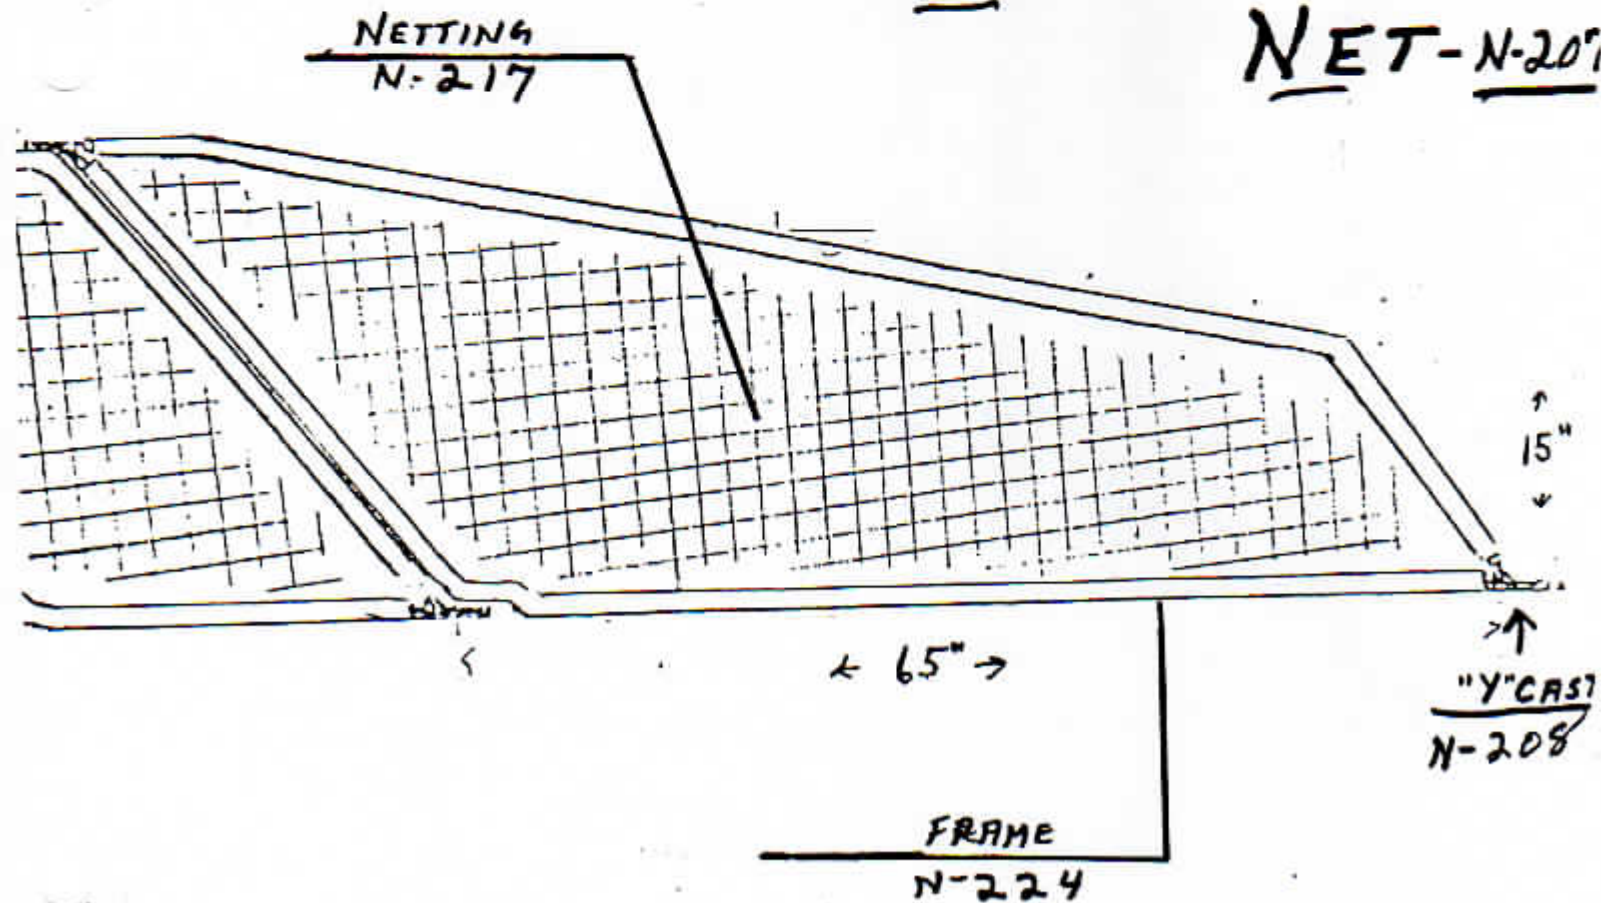 NETTING
N-217
NET-N-207
15"
← 65" →
"Y" CAST
N-208
FRAME
N-224